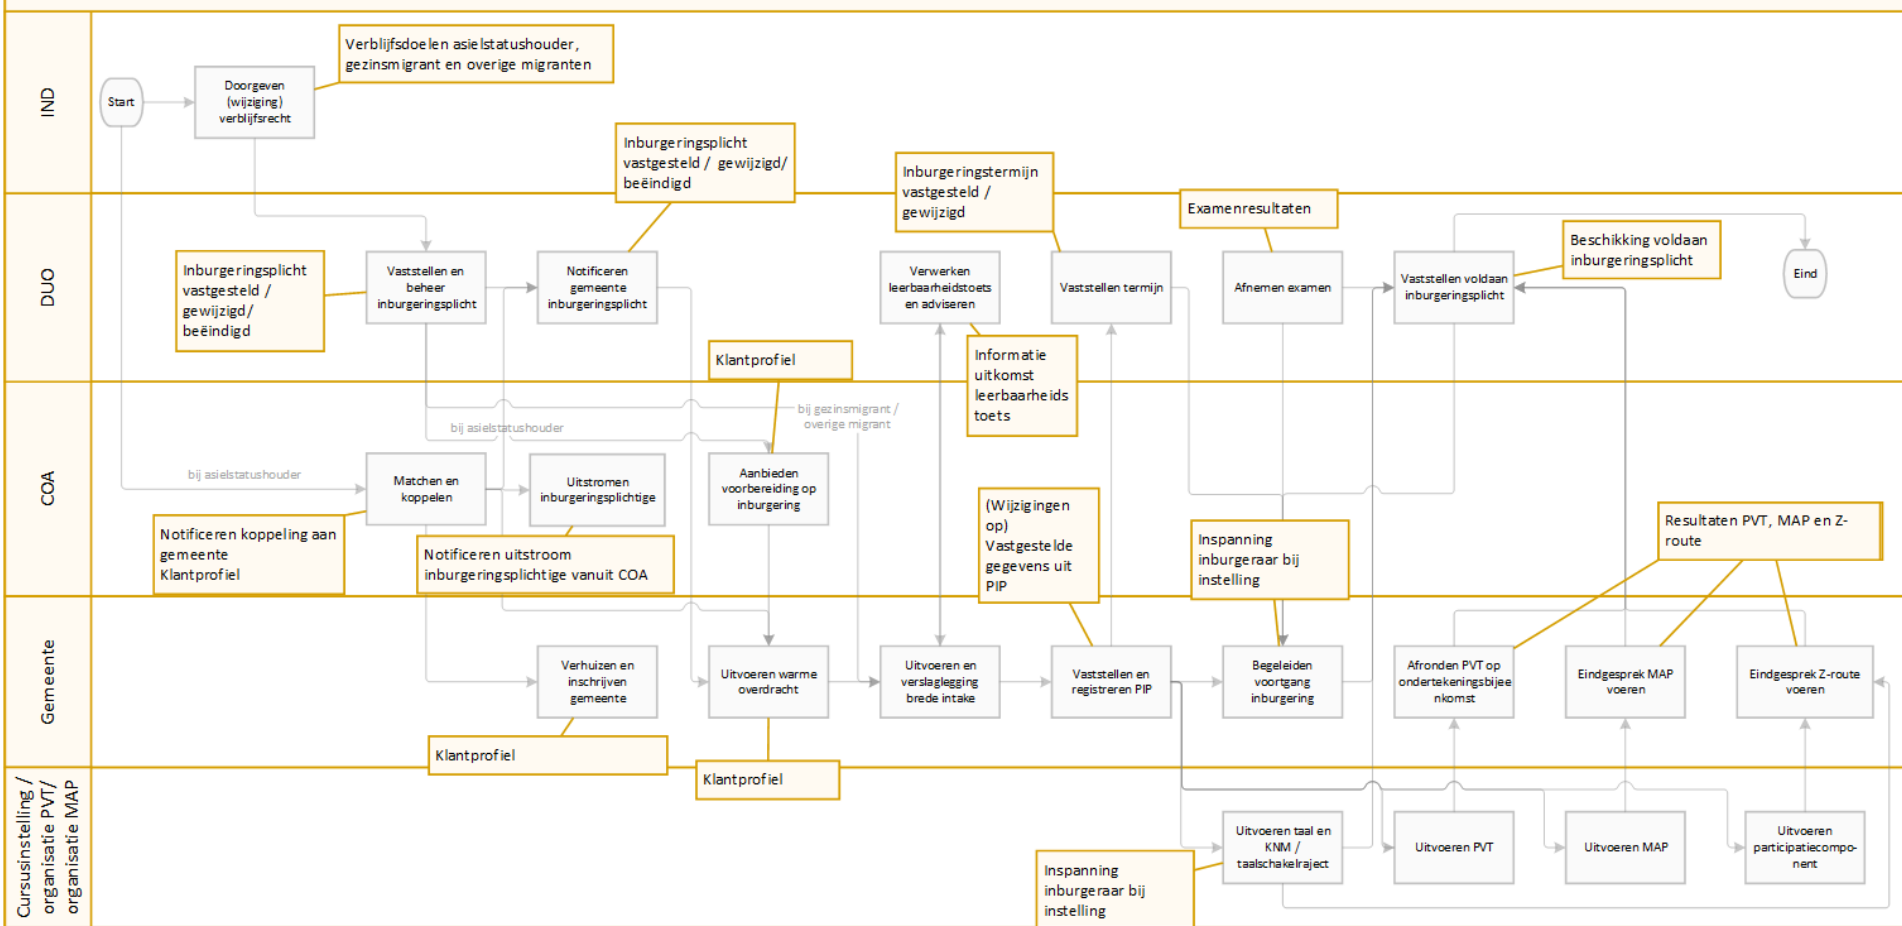 IND
Start
Doorgeven
(wijziging)
verblijfsrecht
Verblijfsdoelen asielstatushouder,
gezinsmigrant en overige migranten
Inburgeringsplicht
vastgesteld / gewijzigd/
beëindigd
Inburgeringstermijn
vastgesteld /
gewijzigd
Examenresultaten
DUO
Inburgeringsplicht
vastgesteld /
gewijzigd/
beëindigd
Vaststellen en
beheer
inburgeringsplicht
Notificeren
gemeente
inburgeringsplicht
Verwerken
leerbaarheidstoets
en adviseren
Vaststellen termijn
Afnemen examen
Vaststellen voldaan
inburgeringsplicht
Beschikking voldaan
inburgeringsplicht
Eind
Klantprofiel
Informatie
uitkomst
leerbaarheids
toets
COA
bij gezinsmigrant /
overige migrant
bij asielstatushouder
bij asielstatushouder
Matchen en
koppelen
Uitstromen
inburgeringsplichtige
Aanbieden
voorbereiding op
inburgering
Notificeren koppeling aan
gemeente
Klantprofiel
Notificeren uitstroom
inburgeringsplichtige vanuit COA
(Wijzigingen
op)
Vastgestelde
gegevens uit
PIP
Inspanning
inburgeraar bij
instelling
Resultaten PVT, MAP en Z-
route
Gemeente
Verhuizen en
inschrijven
gemeente
Uitvoeren warme
overdracht
Uitvoeren en
verslaglegging
brede intake
Vaststellen en
registreren PIP
Begeleiden
voortgang
inburgering
Afronden PVT op
ondertekeningsbijee
nkomst
Eindgesprek MAP
voeren
Eindgesprek Z-route
voeren
Klantprofiel
Klantprofiel
Cursusinstelling /
organisatie PVT/
organisatie MAP
Inspanning
inburgeraar bij
instelling
Uitvoeren taal en
KNM /
taalschakelraject
Uitvoeren PVT
Uitvoeren MAP
Uitvoeren
participatiecompo-
nent